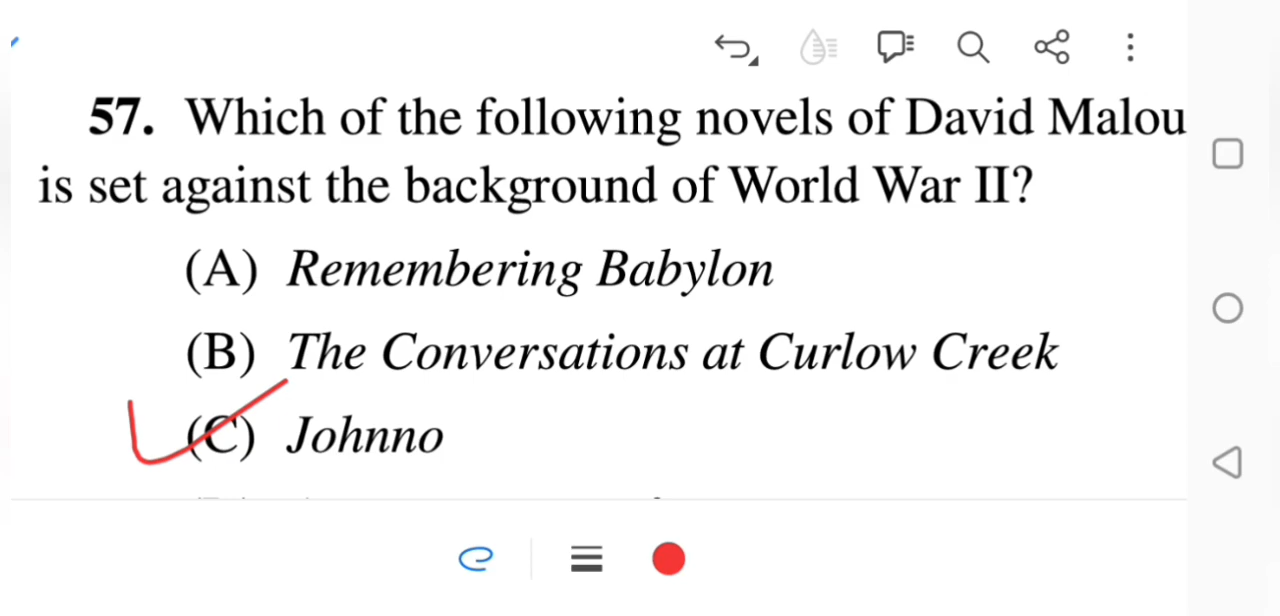 57. Which of the following novels of David Malou
is set against the background of World War II?
(A) Remembering Babylon
(B) The Conversations at Curlow Creek
(C) Johnno